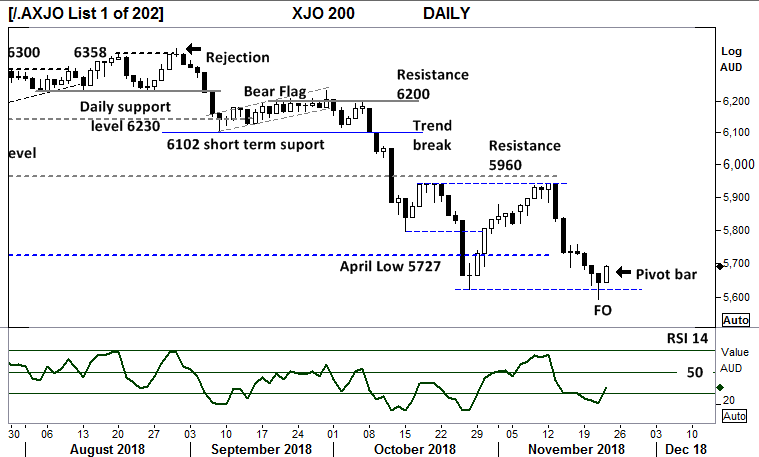 [/.AXJO List 1 of 202] XJO 200 DAILY
Log
AUD
6300 6358 Rejection
Resistance
6200
Bear Flag
Daily support
level 6230
6102 short term suport
Trend
break
evel
Resistance
5960
April Low 5727
Pivot bar
FO
6,200
6,100
6,000
5,900
5,800
5,700
5,600
Auto
RSI 14
Value
AUD
50
20
Auto
30 06 13 20 27 03 10 17 24 01 08 15 22 29 05 12 19 26 03 10
August 2018 September 2018 October 2018 November 2018 Dec 18